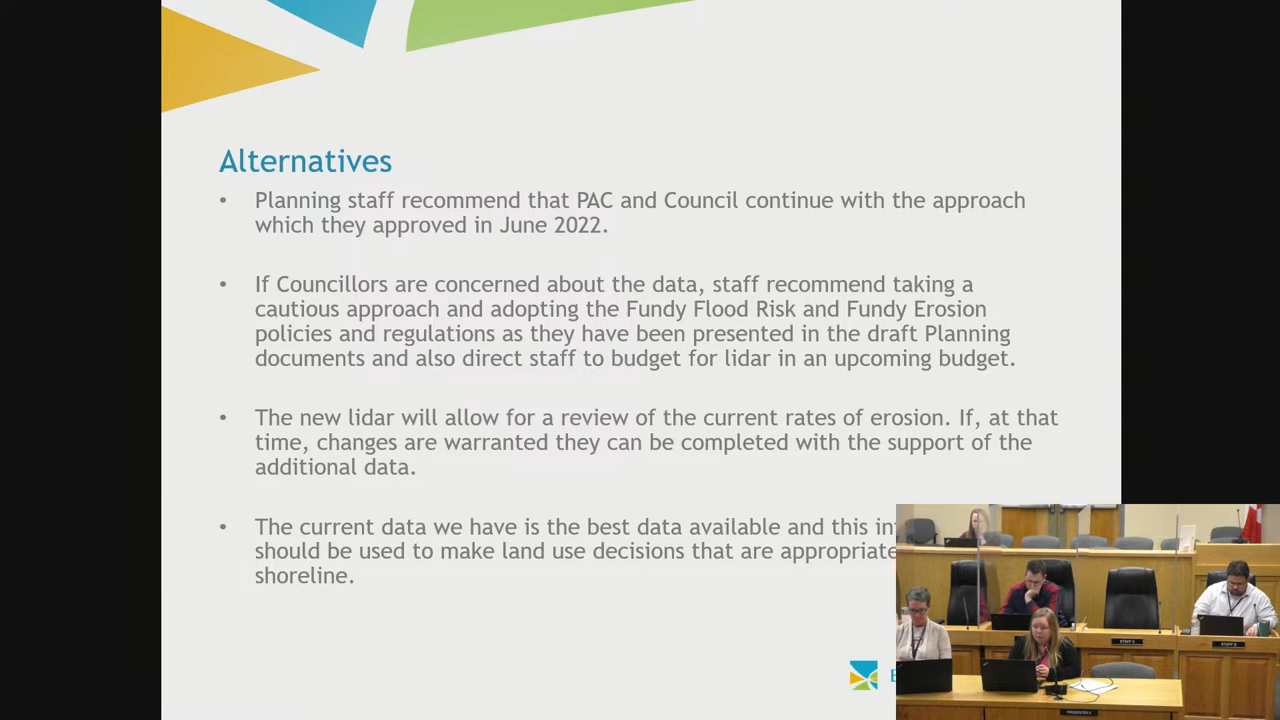 Alternatives
• Planning staff recommend that PAC and Council continue with the approach
which they approved in June 2022.
• If Councillors are concerned about the data, staff recommend taking a
cautious approach and adopting the Fundy Flood Risk and Fundy Erosion
policies and regulations as they have been presented in the draft Planning
documents and also direct staff to budget for lidar in an upcoming budget.
• The new lidar will allow for a review of the current rates of erosion. If, at that
time, changes are warranted they can be completed with the support of the
additional data.
• The current data we have is the best data available and this
should be used to make land use decisions that are appropriate
shoreline.